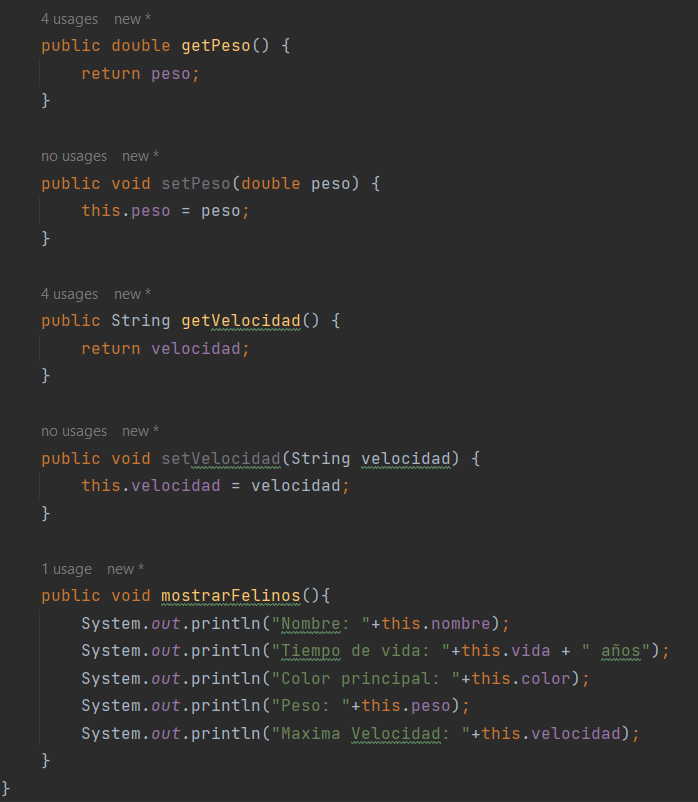 4 usages   new *
public double getPeso() {
    return peso;
}
no usages   new *
public void setPeso(double peso) {
    this.peso = peso;
}
4 usages   new *
public String getVelocidad() {
    return velocidad;
}
no usages   new *
public void setVelocidad(String velocidad) {
    this.velocidad = velocidad;
}
1 usage   new *
public void mostrarFelinos(){
    System.out.println("Nombre: "+this.nombre);
    System.out.println("Tiempo de vida: "+this.vida + " años");
    System.out.println("Color principal: "+this.color);
    System.out.println("Peso: "+this.peso);
    System.out.println("Maxima Velocidad: "+this.velocidad);
}
}